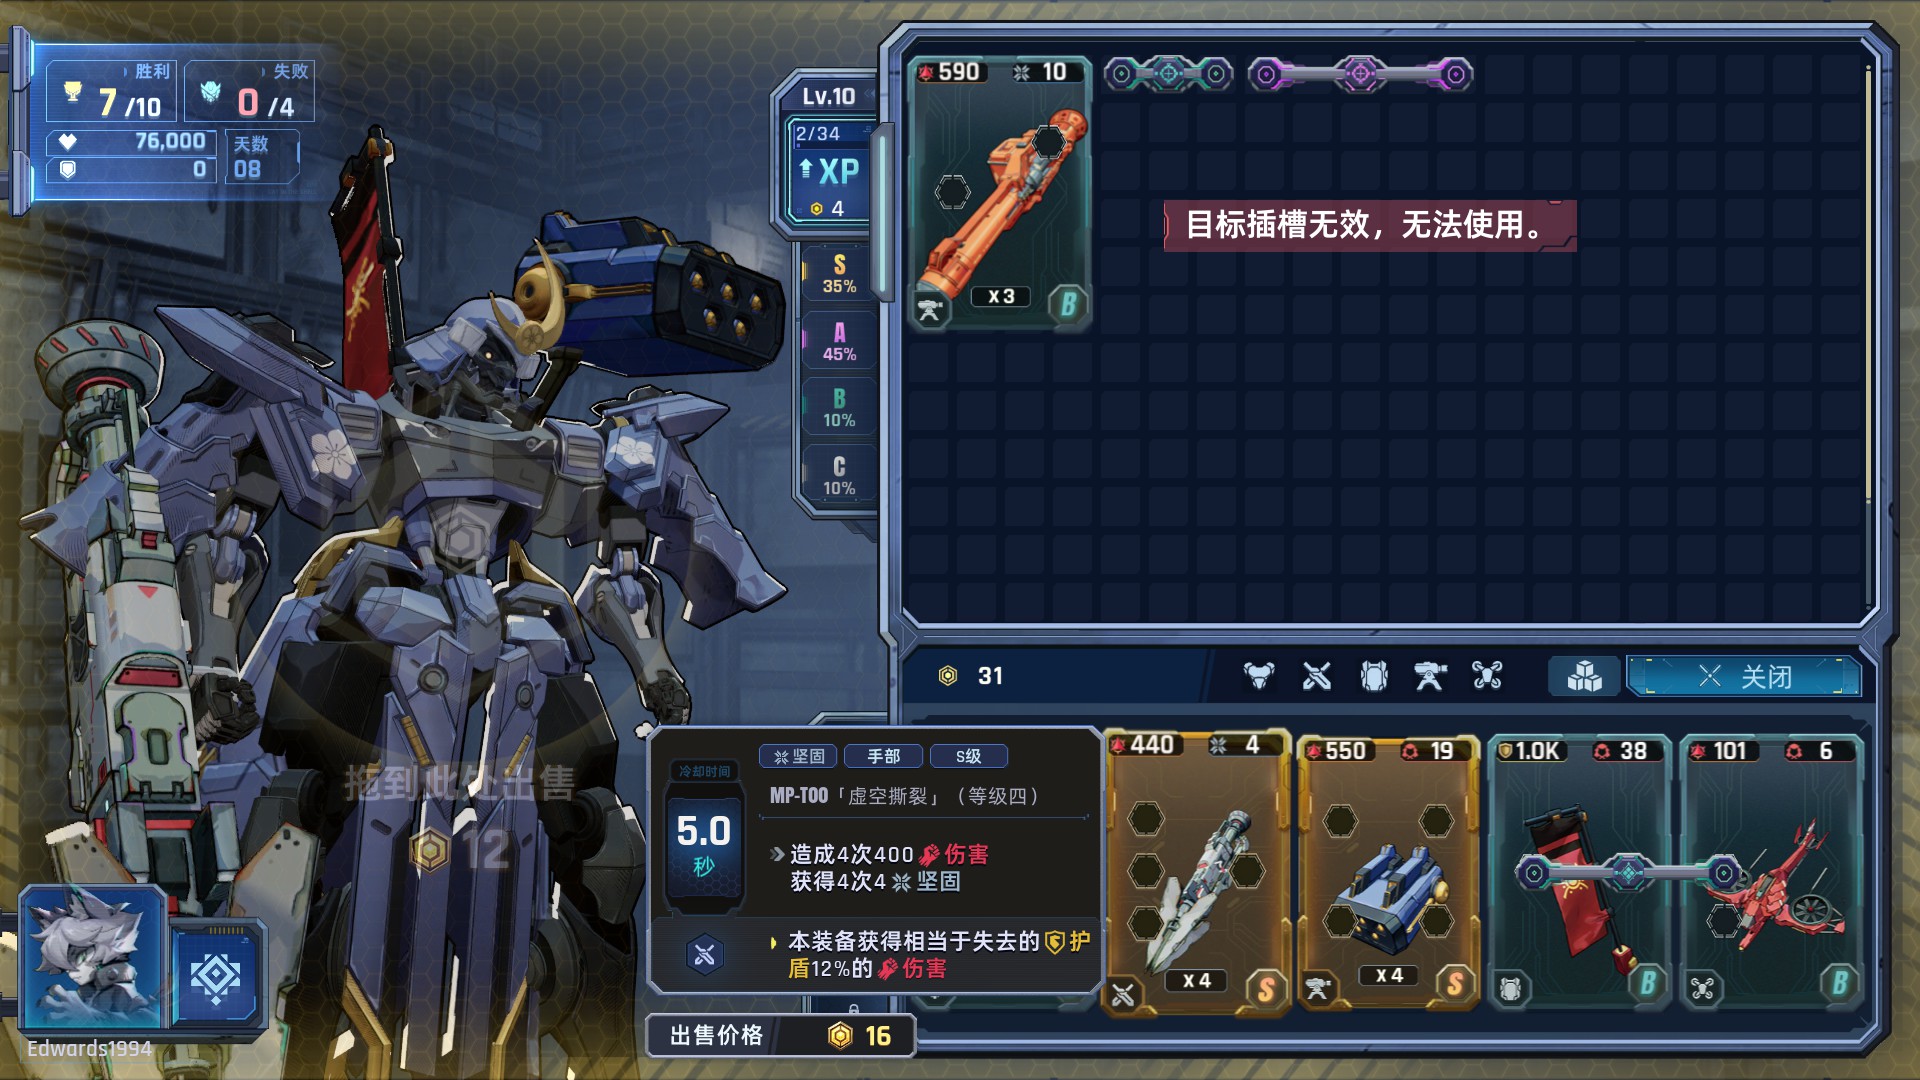 胜利
7/10
失败
0/4
76,000
0
天数
08
Lv.10
2/34
XP
4
S
35%
A
45%
B
10%
C
10%
590
10
x3
B
目标插槽无效，无法使用。
31
关闭
拖到此处出售
12
冷却时间
5.0
秒
坚固
手部
S级
MP-T00「虚空撕裂」（等级四）
造成4次400伤害
获得4次4坚固
本装备获得相当于失去的护
盾12%的伤害
出售价格
16
440
4
x4
S
550
19
x4
S
1.0K
38
B
101
6
B
Edwards1994